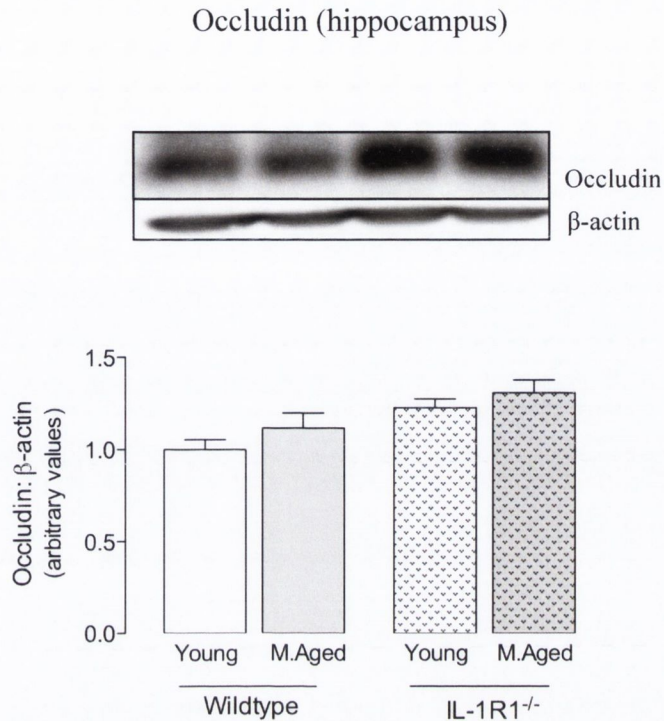 Occludin (hippocampus)
Occludin
β-actin
Occludin: β-actin
(arbitrary values)
1.5
1.0
0.5
0.0
Young M.Aged Young M.Aged
Wildtype IL-1R1-/-